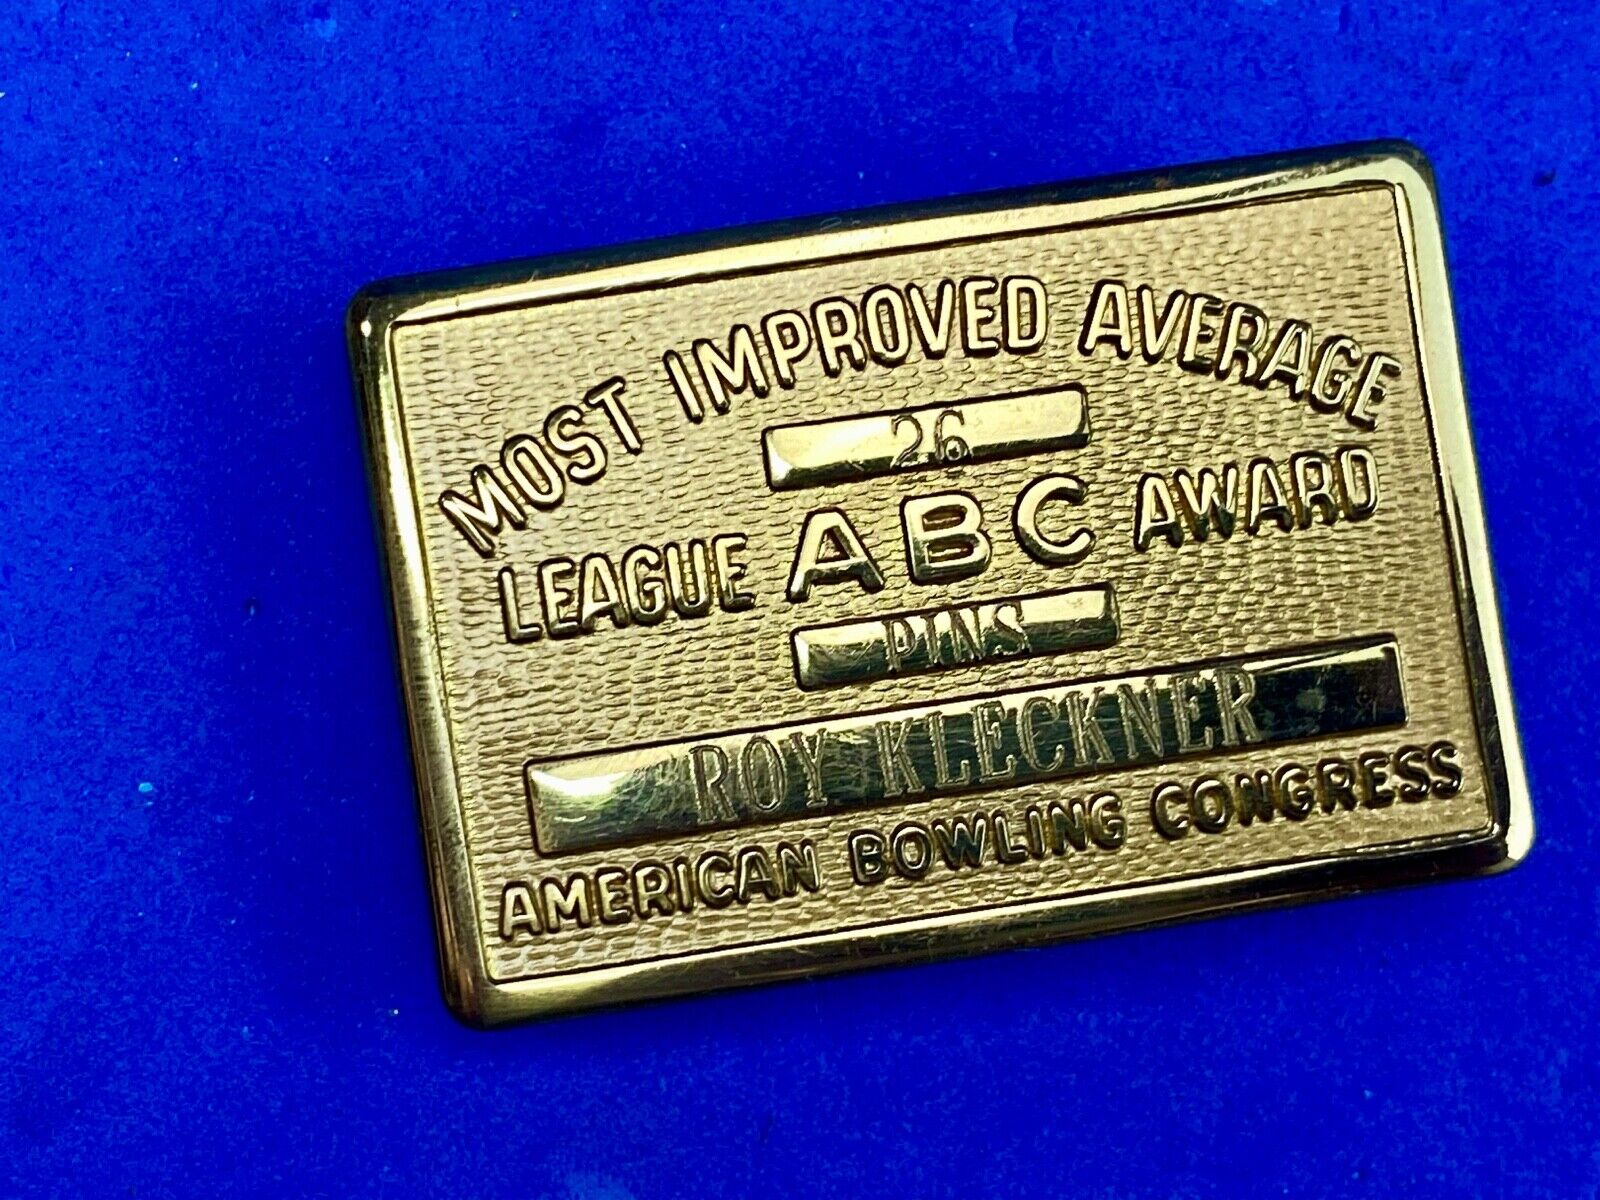 MOST IMPROVED AVERAGE
26
LEAGUE ABC AWARD
PINS
ROY KLECKNER
AMERICAN BOWLING CONGRESS